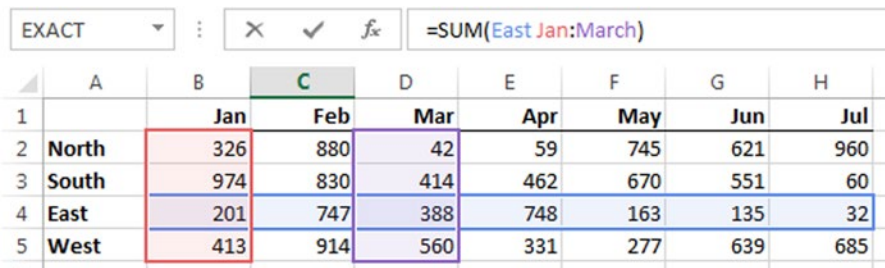 EXACT =SUM(East Jan:March)
A B C D E F G H
1 Jan Feb Mar Apr May Jun Jul
2 North 326 880 42 59 745 621 960
3 South 974 830 414 462 670 551 60
4 East 201 747 388 748 163 135 32
5 West 413 914 560 331 277 639 685